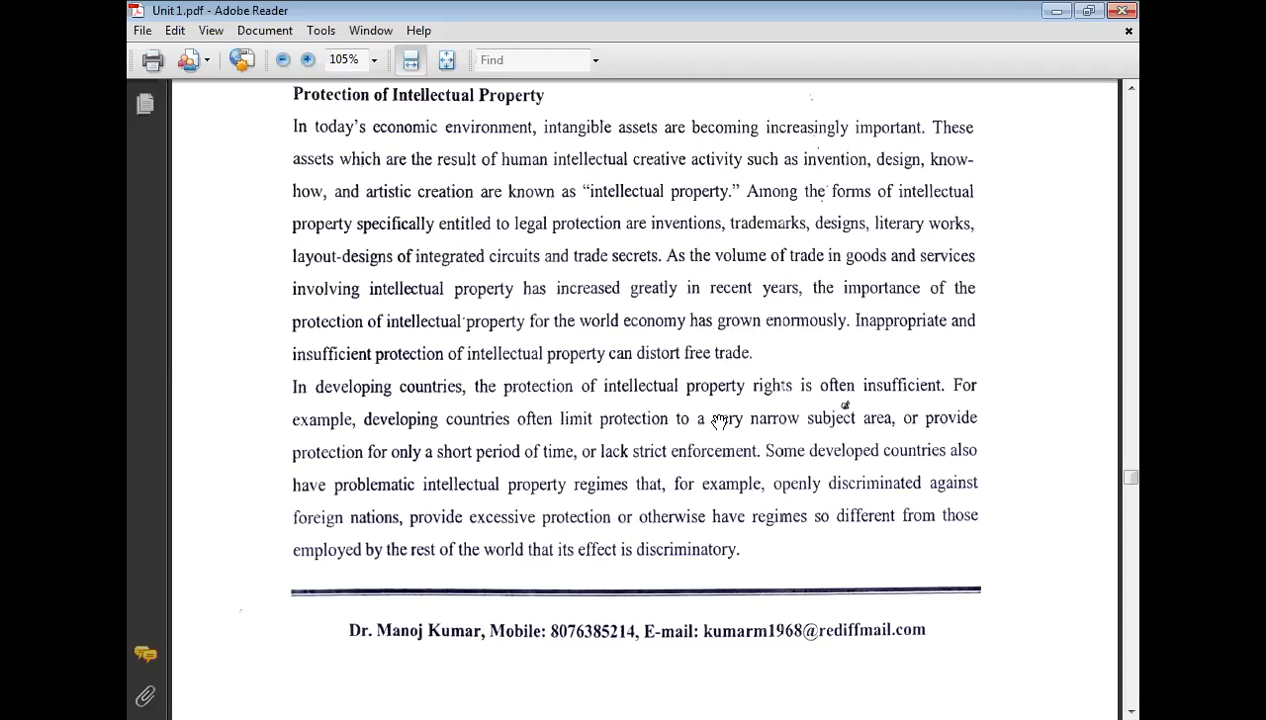 Unit 1.pdf - Adobe Reader
File Edit View Document Tools Window Help
105% Find
Protection of Intellectual Property
In today's economic environment, intangible assets are becoming increasingly important. These
assets which are the result of human intellectual creative activity such as invention, design, know-
how, and artistic creation are known as “intellectual property.” Among the forms of intellectual
property specifically entitled to legal protection are inventions, trademarks, designs, literary works,
layout-designs of integrated circuits and trade secrets. As the volume of trade in goods and services
involving intellectual property has increased greatly in recent years, the importance of the
protection of intellectual property for the world economy has grown enormously. Inappropriate and
insufficient protection of intellectual property can distort free trade.
In developing countries, the protection of intellectual property rights is often insufficient. For
example, developing countries often limit protection to a very narrow subject area, or provide
protection for only a short period of time, or lack strict enforcement. Some developed countries also
have problematic intellectual property regimes that, for example, openly discriminated against
foreign nations, provide excessive protection or otherwise have regimes so different from those
employed by the rest of the world that its effect is discriminatory.
Dr. Manoj Kumar, Mobile: 8076385214, E-mail: kumarm1968@rediffmail.com